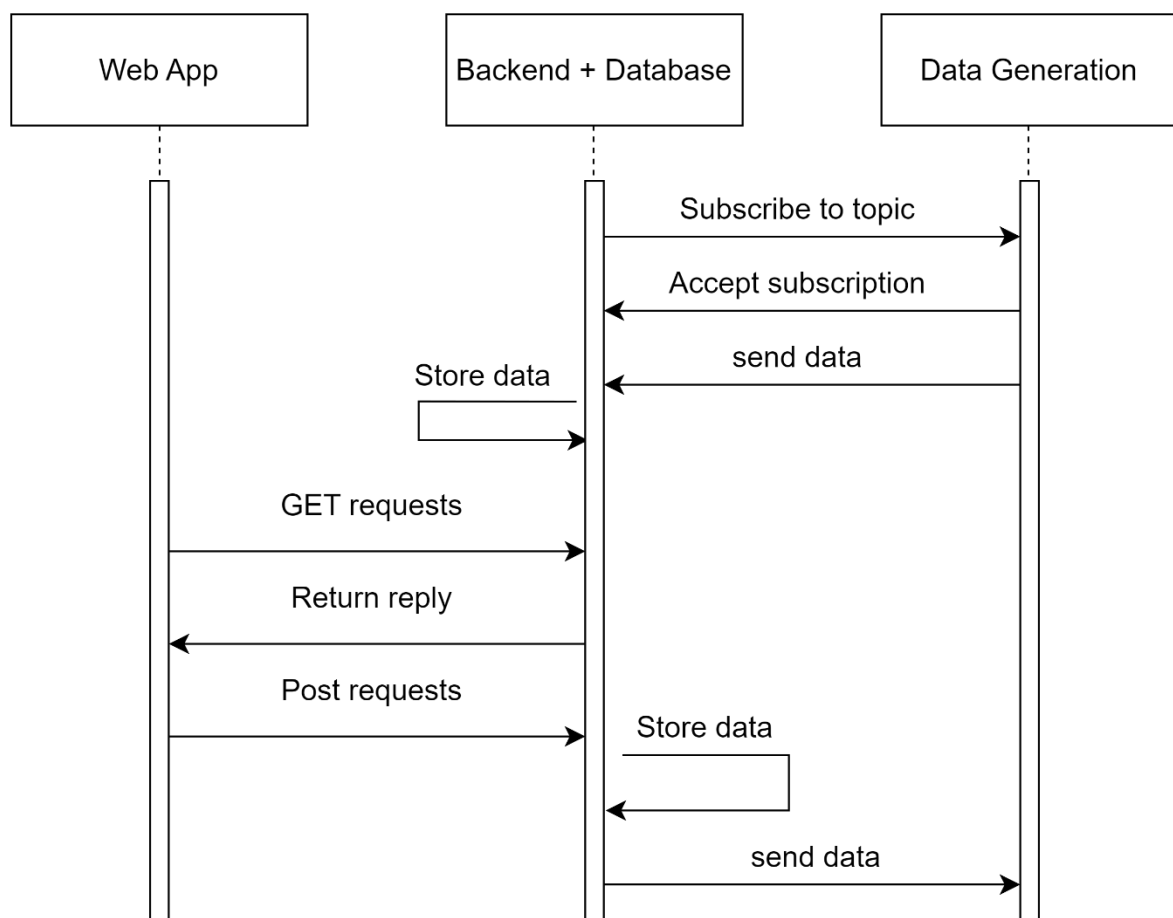 Web App
Backend + Database
Data Generation
Subscribe to topic
Accept subscription
send data
Store data
GET requests
Return reply
Post requests
Store data
send data